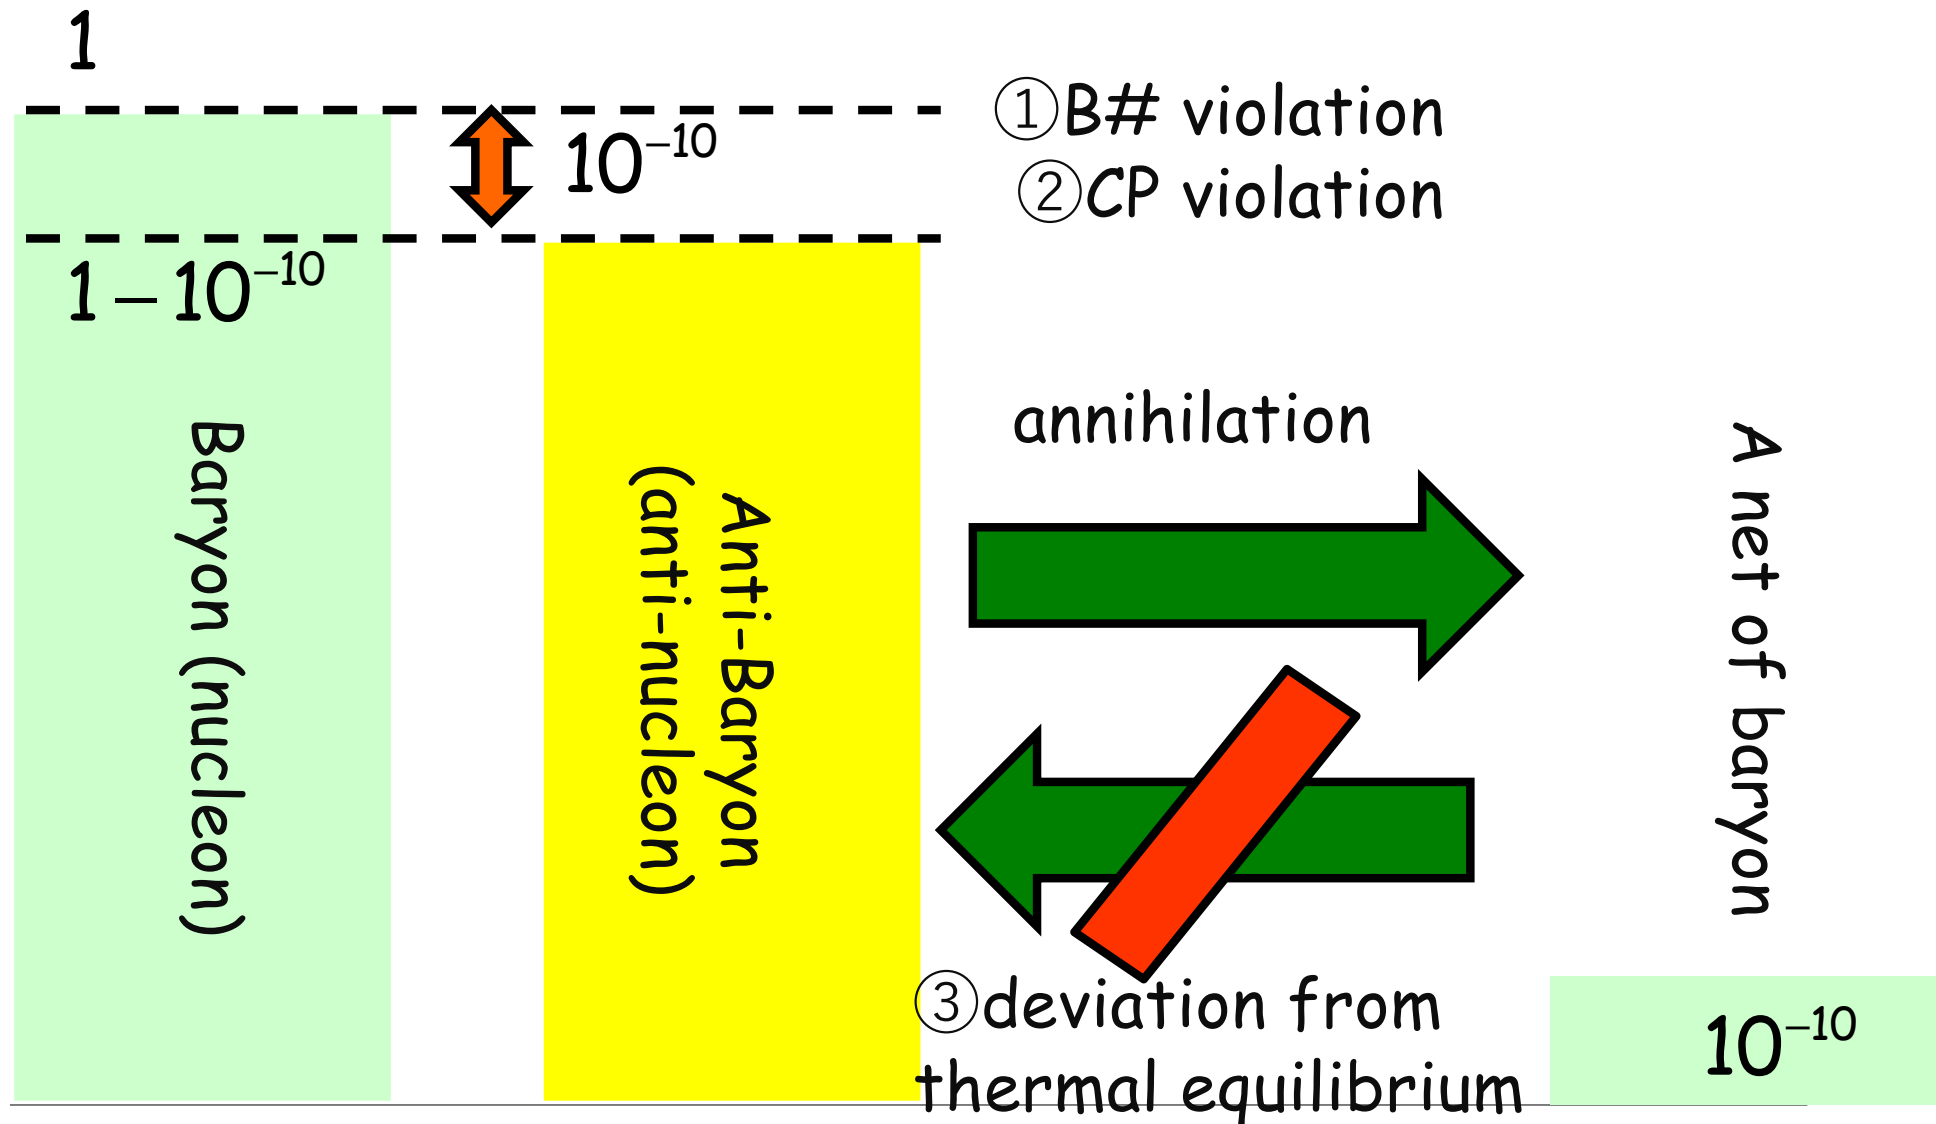 1
10⁻¹⁰
①B# violation
②CP violation
1–10⁻¹⁰
Baryon (nucleon)
Anti-Baryon
(anti-nucleon)
annihilation
A net of baryon
③deviation from
thermal equilibrium
10⁻¹⁰